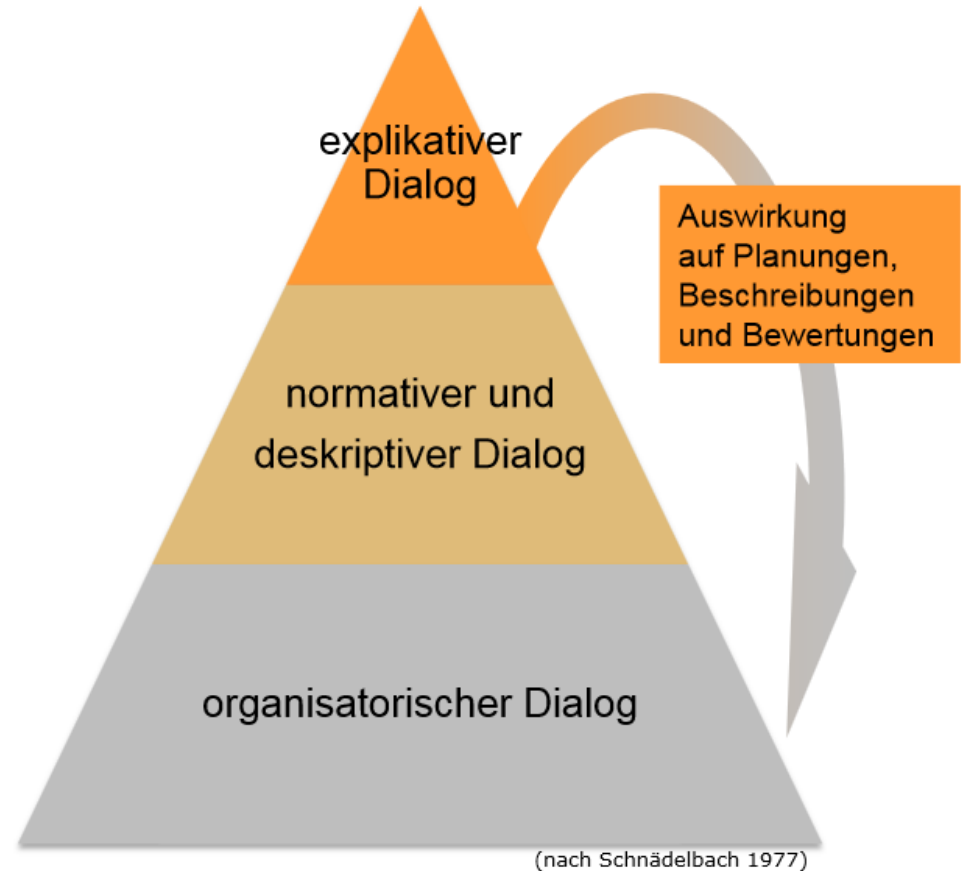 explikativer
Dialog
Auswirkung
auf Planungen,
Beschreibungen
und Bewertungen
normativer und
deskriptiver Dialog
organisatorischer Dialog
(nach Schnädelbach 1977)